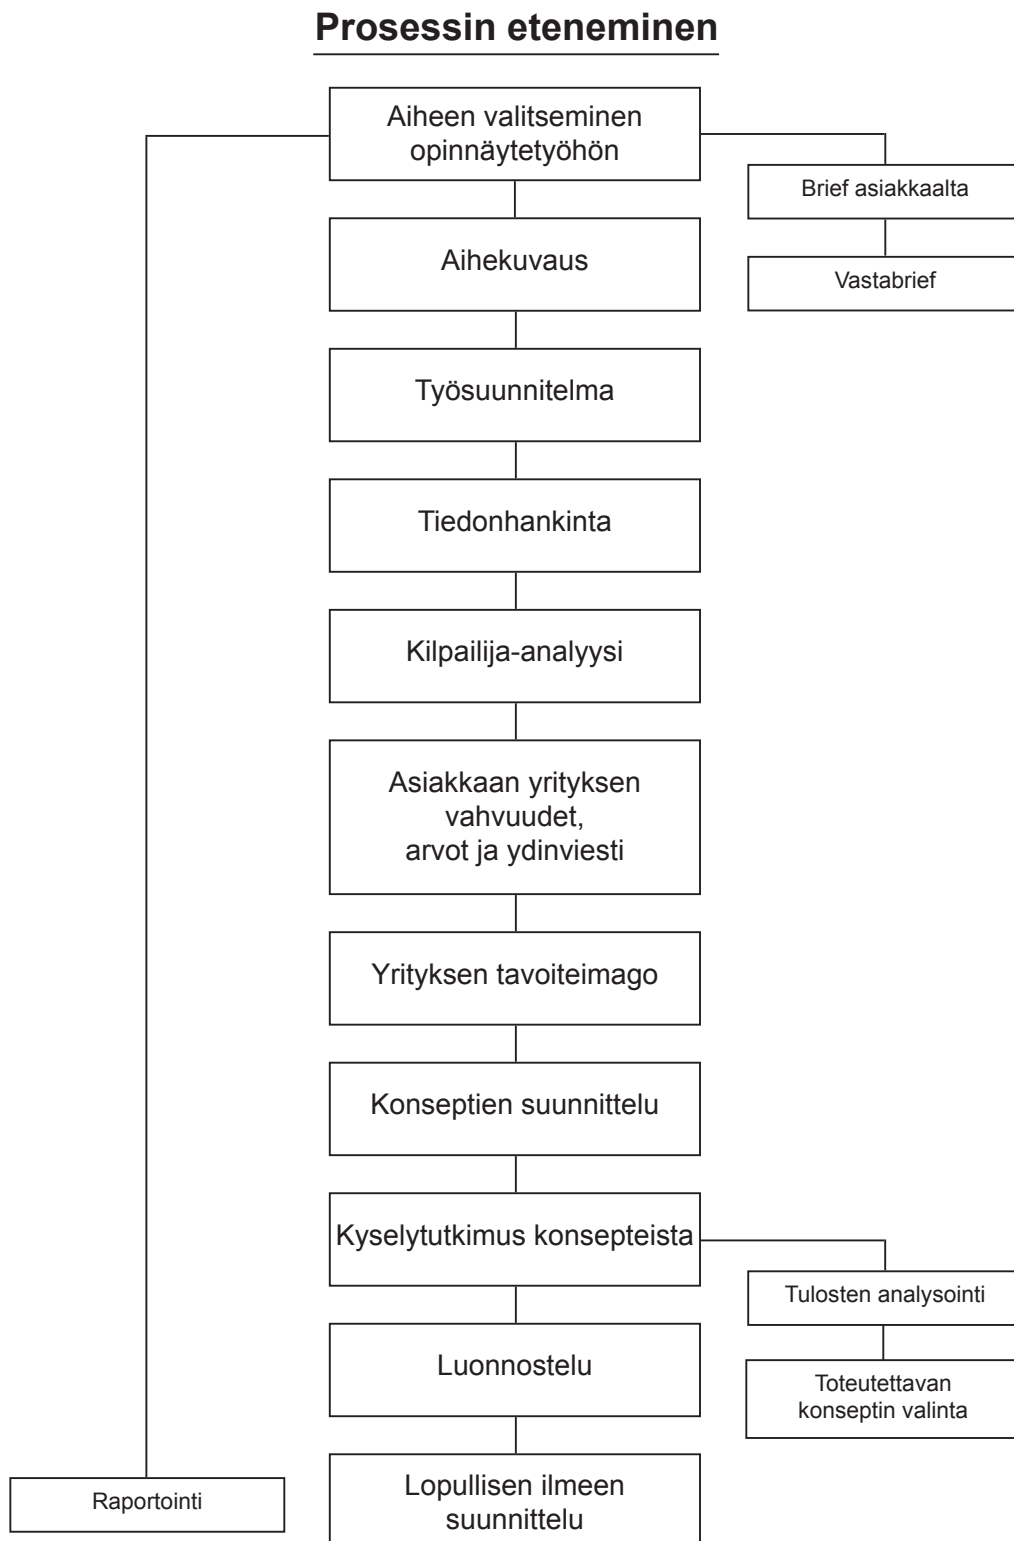 Prosessin eteneminen
Aiheen valitseminen
opinnäytetyöhön
Brief asiakkaalta
Aihekuvaus
Vastabrief
Työsuunnitelma
Tiedonhankinta
Kilpailija-analyysi
Asiakkaan yrityksen
vahvuudet,
arvot ja ydinviesti
Yrityksen tavoiteimago
Konseptien suunnittelu
Kyselytutkimus konsepteista
Tulosten analysointi
Luonnostelu
Toteutettavan
konseptin valinta
Lopullisen ilmeen
suunnittelu
Raportointi